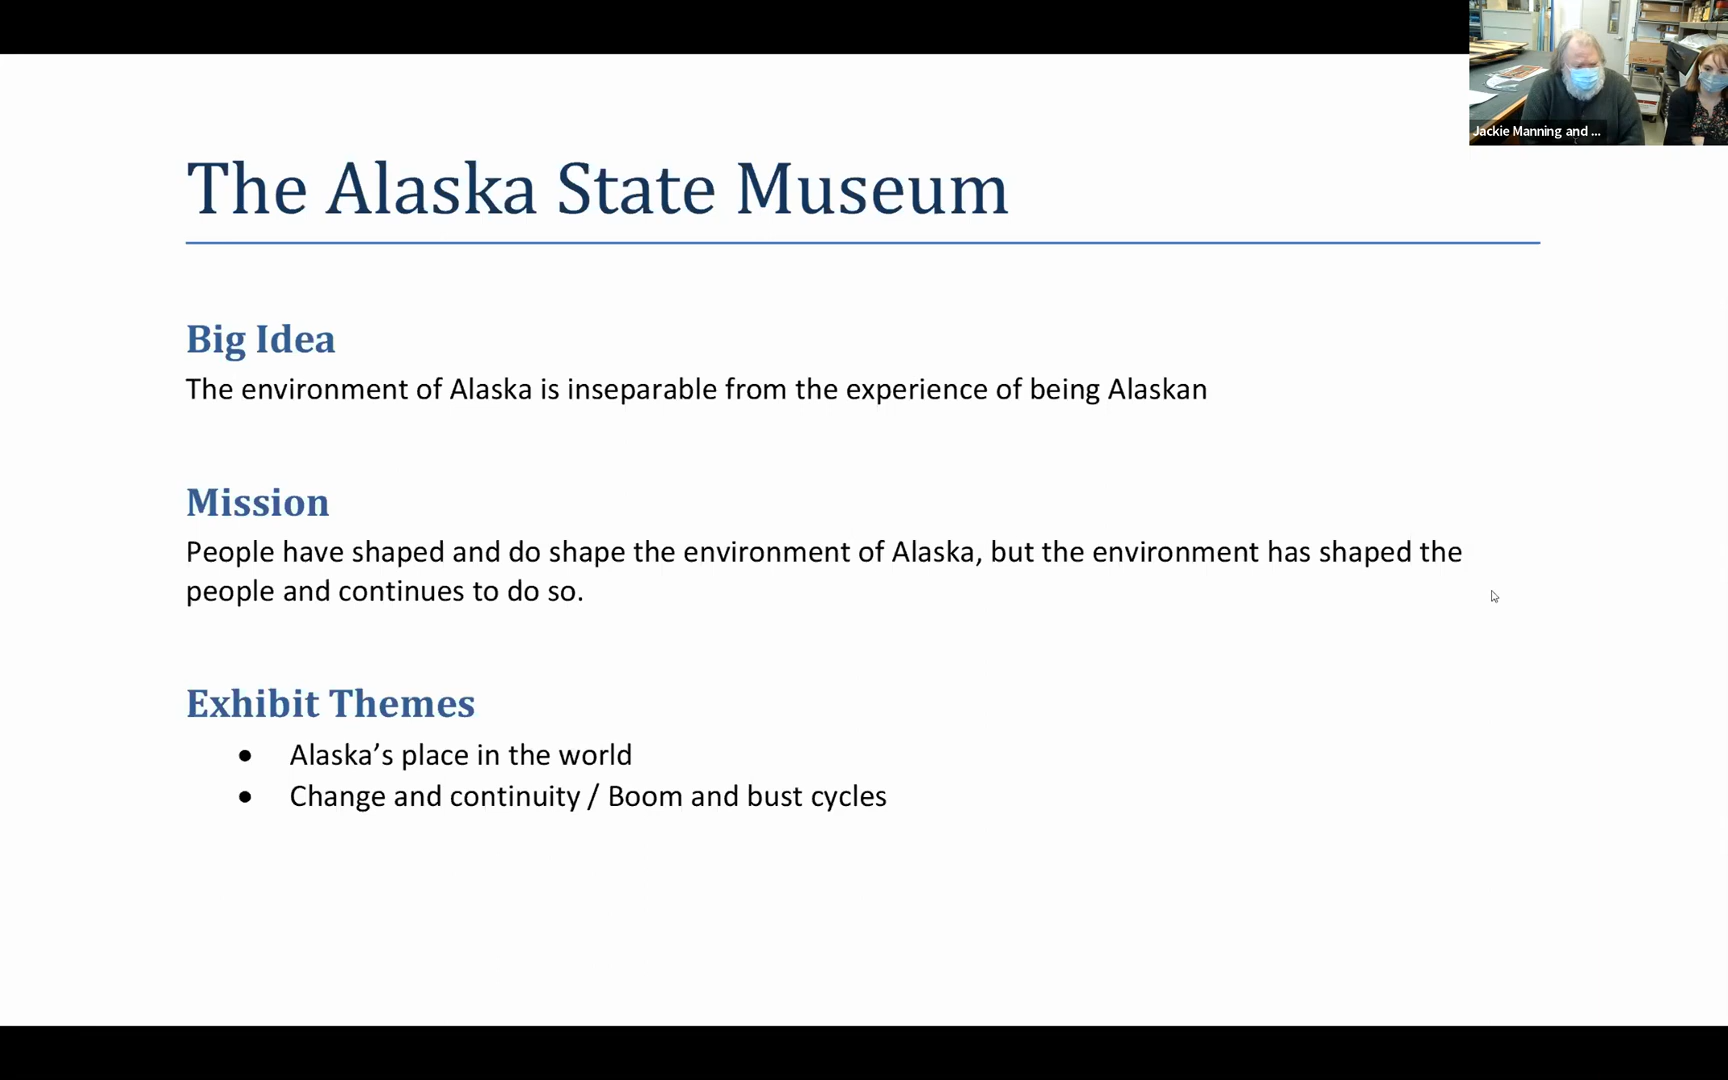 Jackie Manning and ...
The Alaska State Museum
Big Idea
The environment of Alaska is inseparable from the experience of being Alaskan
Mission
People have shaped and do shape the environment of Alaska, but the environment has shaped the
people and continues to do so.
Exhibit Themes
• Alaska’s place in the world
• Change and continuity / Boom and bust cycles